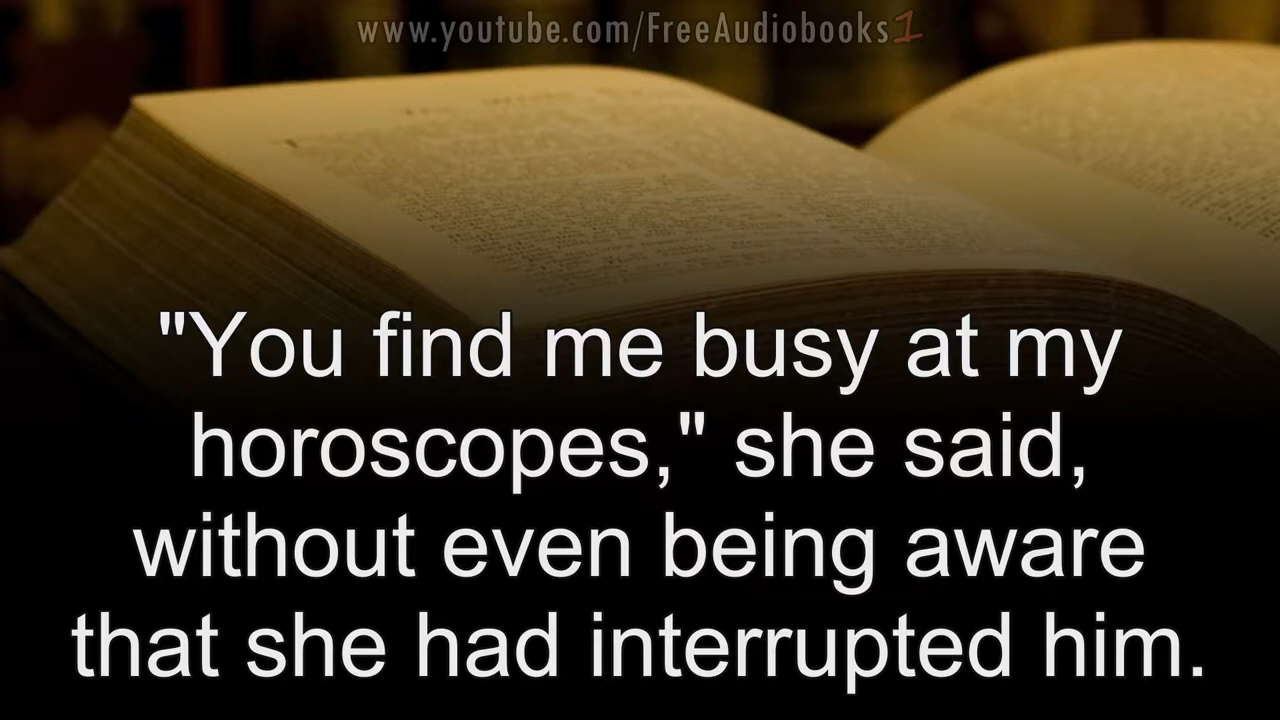 www.youtube.com/FreeAudiobooks1
"You find me busy at my
horoscopes," she said,
without even being aware
that she had interrupted him.